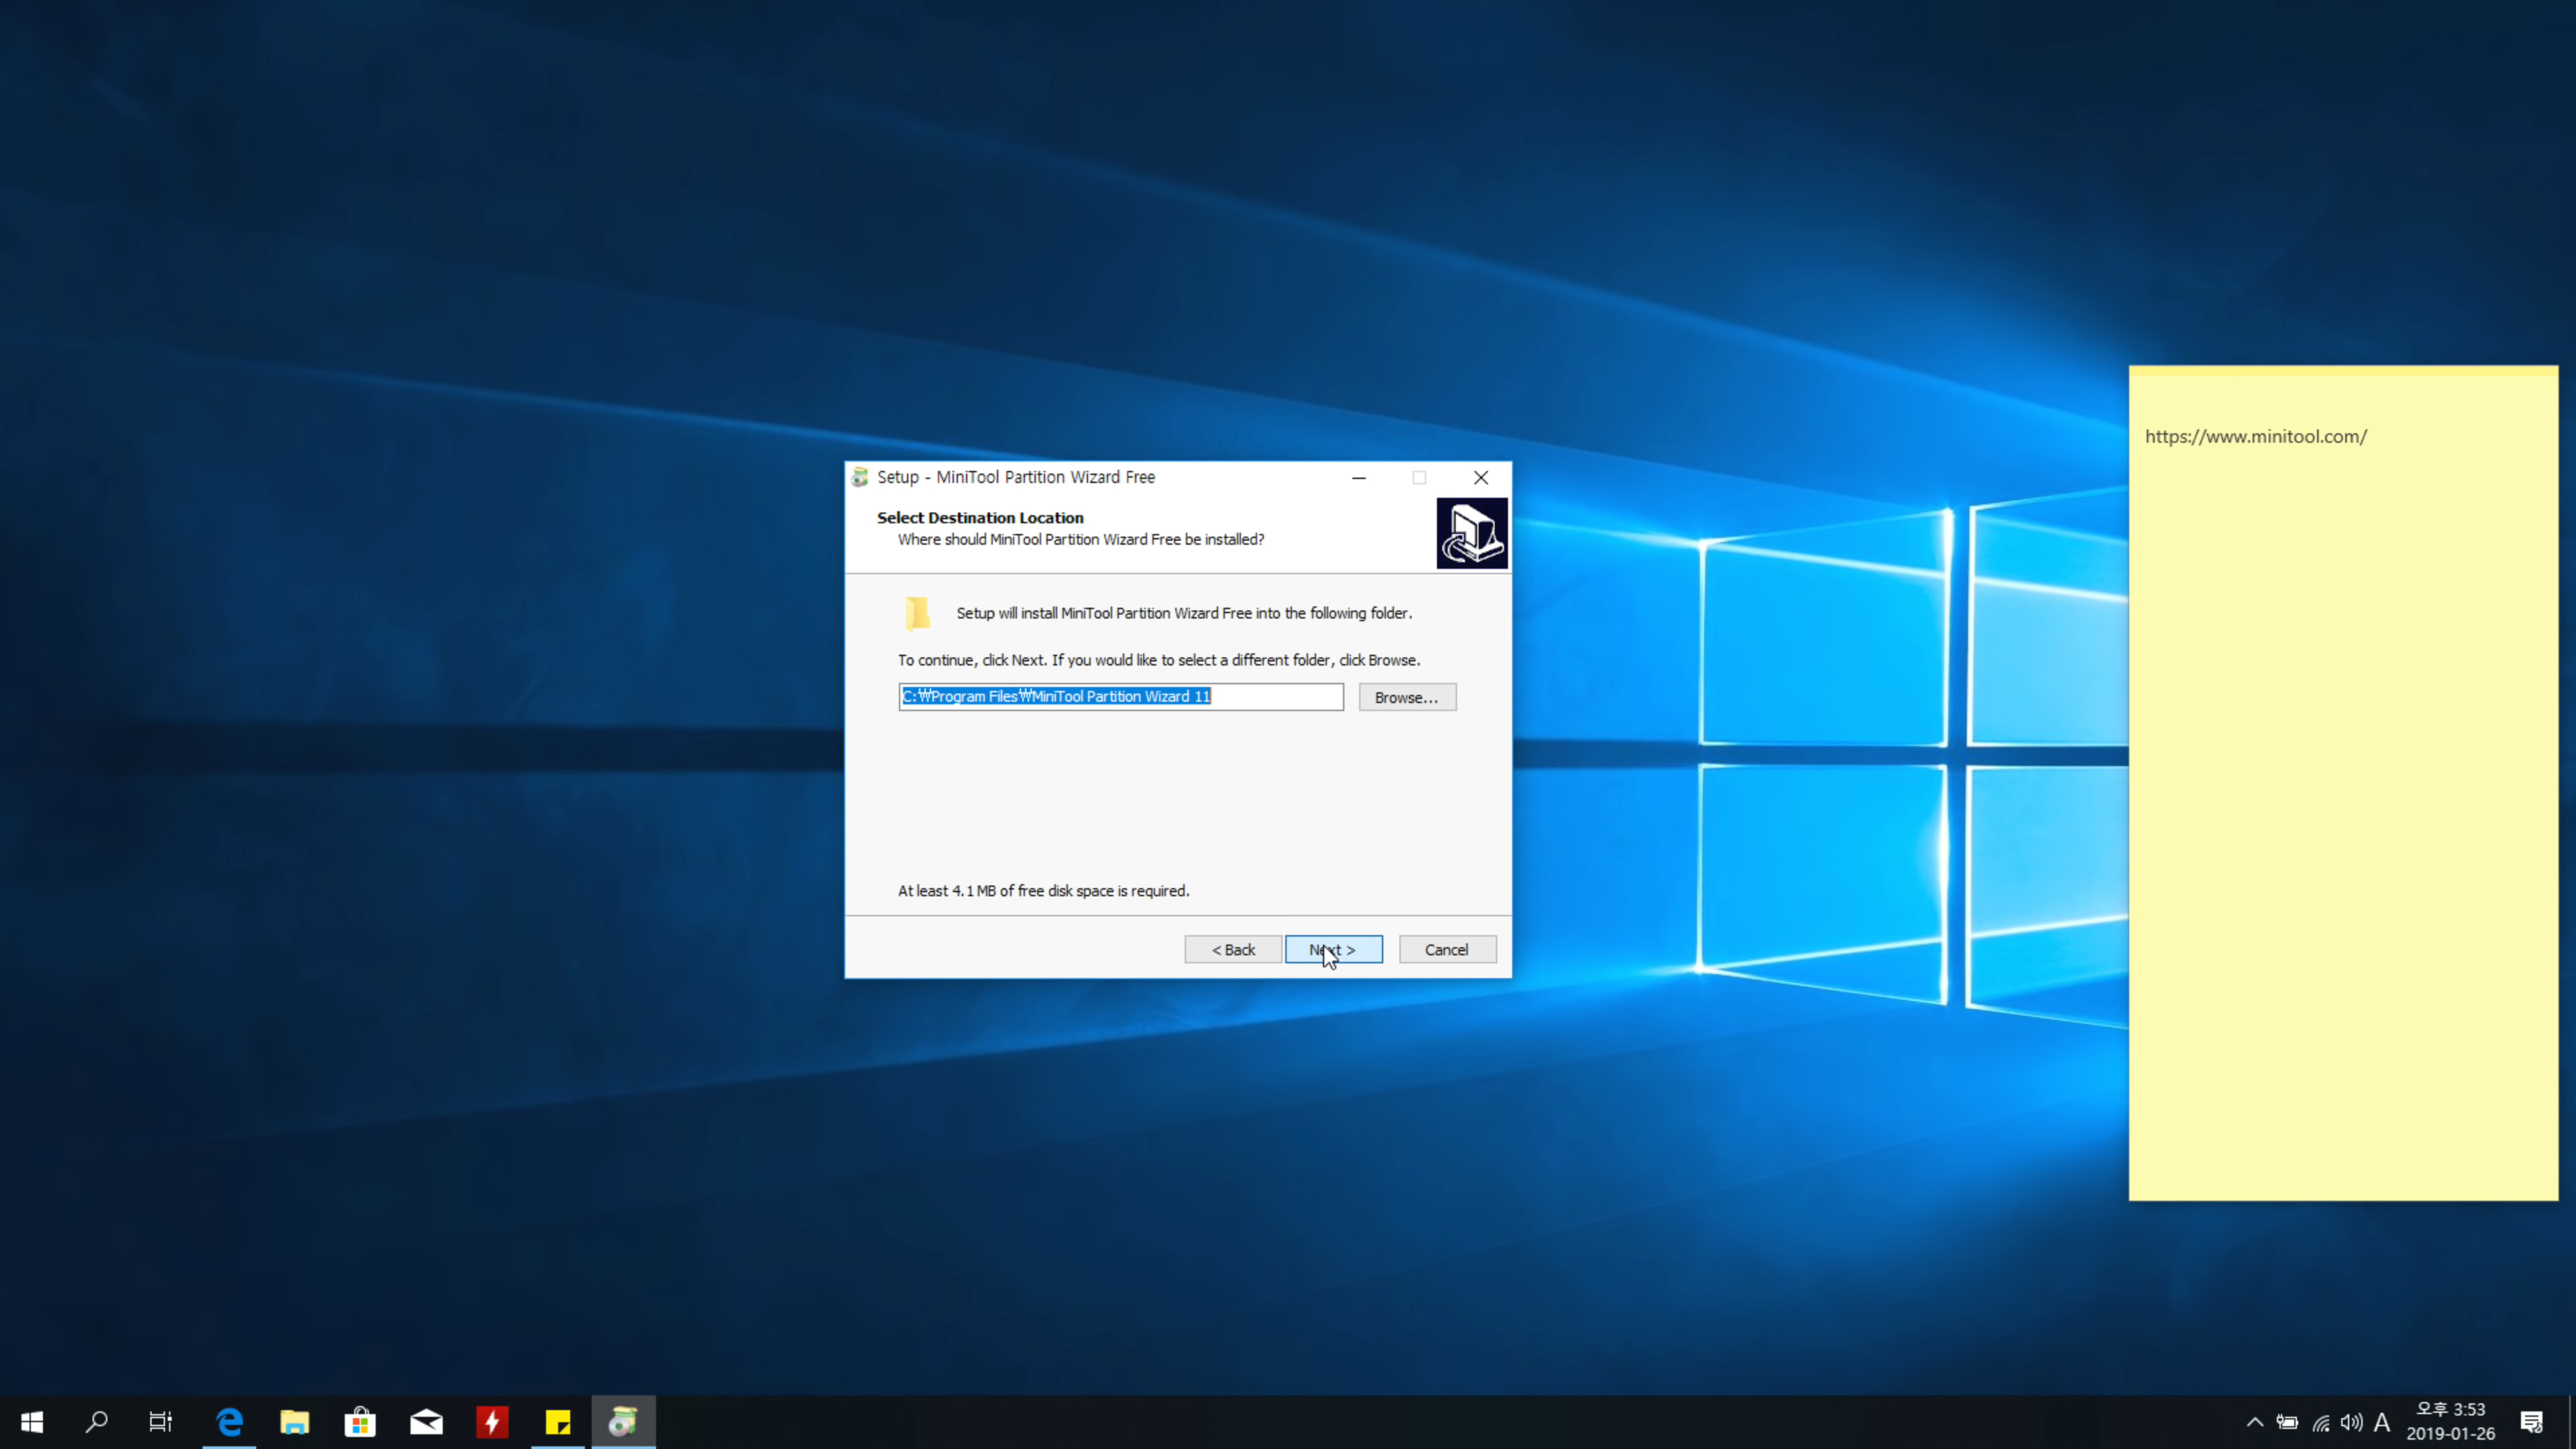 https://www.minitool.com/
Setup - MiniTool Partition Wizard Free
Select Destination Location
Where should MiniTool Partition Wizard Free be installed?
Setup will install MiniTool Partition Wizard Free into the following folder.
To continue, click Next. If you would like to select a different folder, click Browse.
C:₩Program Files₩MiniTool Partition Wizard 11
Browse...
At least 4.1 MB of free disk space is required.
< Back
Next >
Cancel
A
오후 3:53
2019-01-26